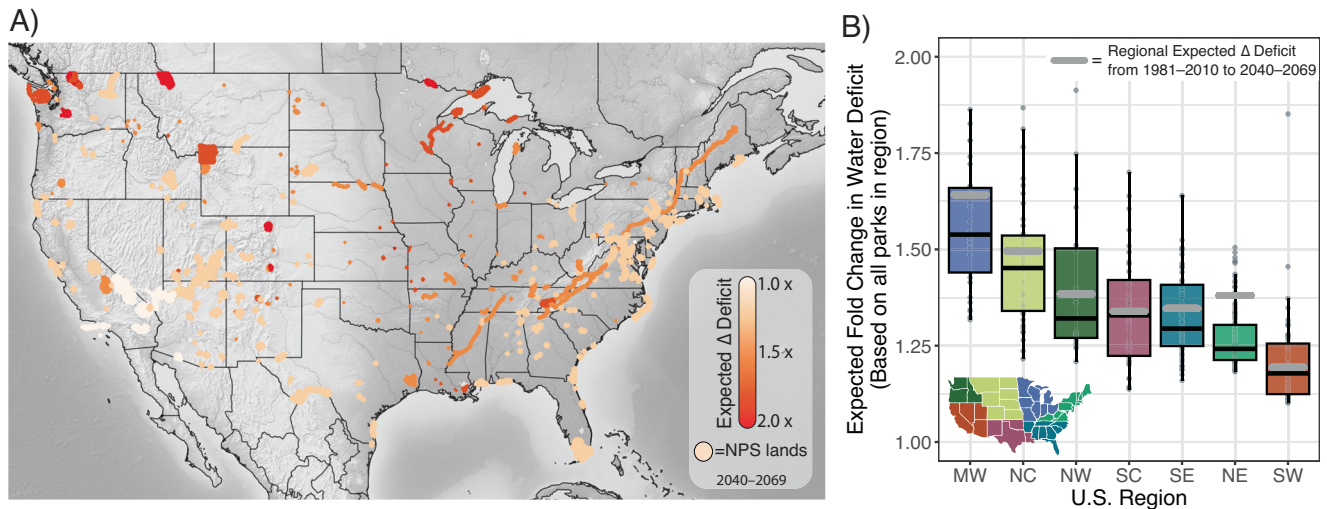 A)
Expected Δ Deficit
1.0 x
1.5·x
2.0 x
=NPS lands
2040–2069
B)
Expected Fold Change in Water Deficit
(Based on all parks in region)
2.00
1.75
1.50
1.25
1.00
= Regional Expected Δ Deficit
from 1981–2010 to 2040–2069
MW NC NW SC SE NE SW
U.S. Region